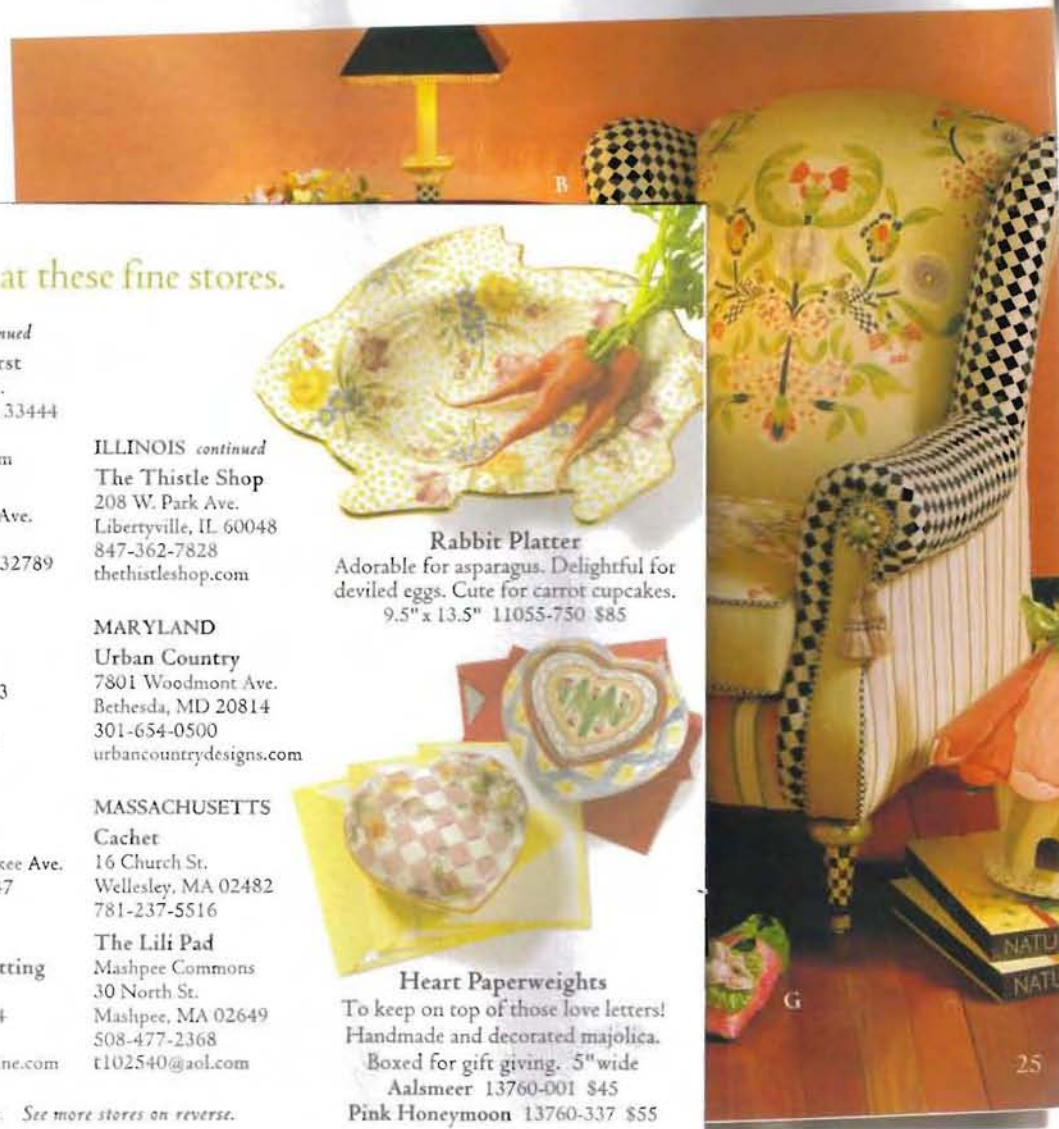 B
at these fine stores.
33444
Ave.
32789
3
Ave.
ILLINOIS continued
The Thistle Shop
208 W. Park Ave.
Libertyville, IL 60048
847-362-7828
thethistleshop.com
MARYLAND
Urban Country
7801 Woodmont Ave.
Bethesda, MD 20814
301-654-0500
urbancountrydesigns.com
MASSACHUSETTS
Cachet
16 Church St.
Wellesley, MA 02482
781-237-5516
The Lili Pad
Mashpee Commons
30 North St.
Mashpee, MA 02649
508-477-2368
t102540@aol.com
See more stores on reverse.
Rabbit Platter
Adorable for asparagus. Delightful for
deviled eggs. Cute for carrot cupcakes.
9.5" x 13.5" 11055-750 $85
Heart Paperweights
To keep on top of those love letters!
Handmade and decorated majolica.
Boxed for gift giving. 5" wide
Aalsmeer 13760-001 $45
Pink Honeymoon 13760-337 $55
NATU
NATU
G
25